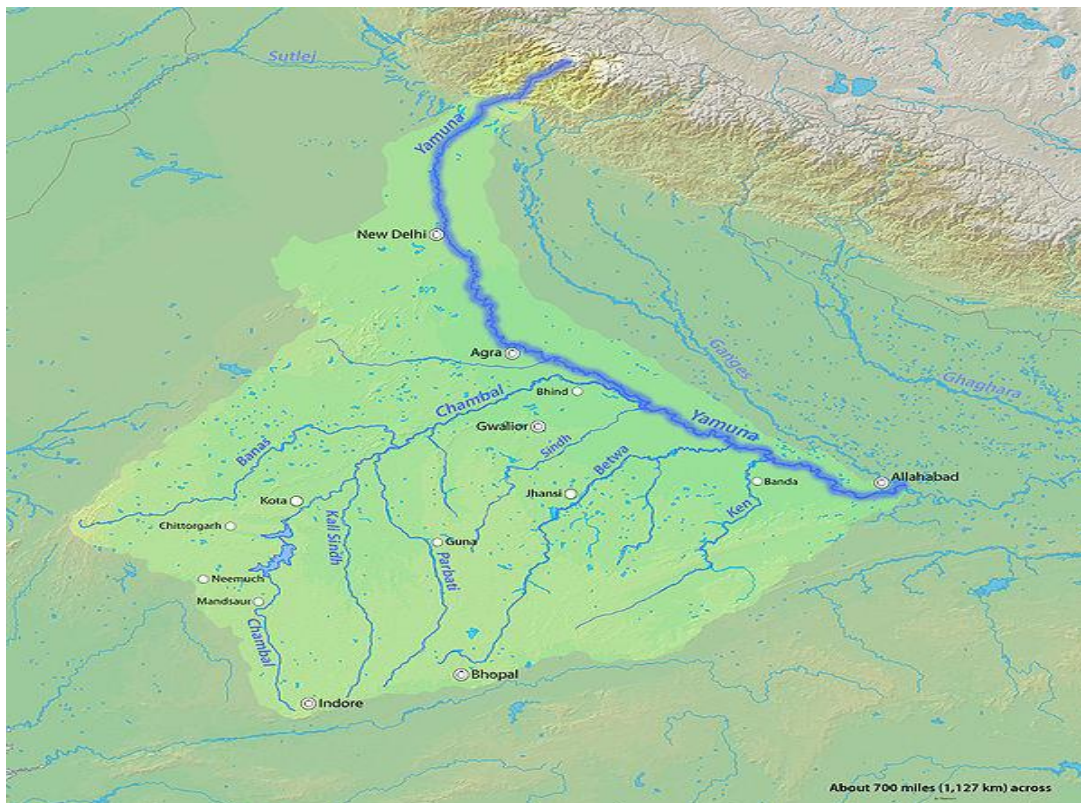 Sutlej
Yamuna
New Delhi
Agra
Ganges
Ghaghara
Bhind
Chambal
Yamuna
Gwalior
Sindh
Banas
Betwa
Allahabad
Banda
Jhansi
Kota
Ken
Chittorgarh
Kali Sindh
Guna
Parbati
Neemuch
Mandsaur
Chambal
Bhopal
Indore
About 700 miles (1,127 km) across